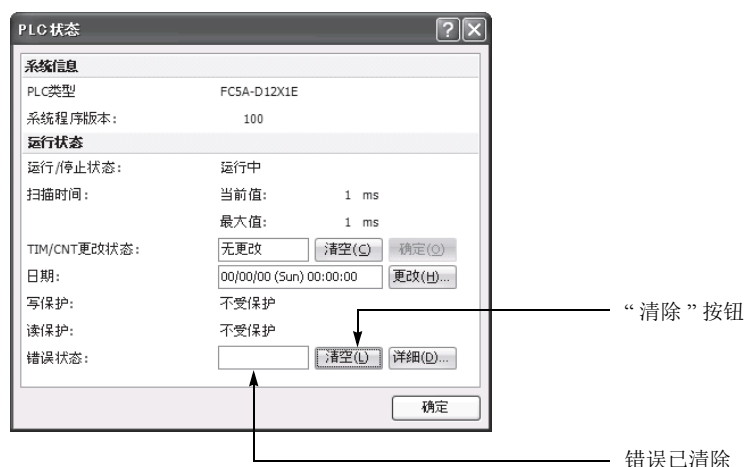 PLC状态
系统信息
PLC类型 FC5A-D12X1E
系统程序版本: 100
运行状态
运行/停止状态: 运行中
扫描时间: 当前值: 1 ms
最大值: 1 ms
TIM/CNT更改状态: 无更改 清空(C) 确定(O)
日期: 00/00/00 (Sun) 00:00:00 更改(H)...
写保护: 不受保护
“ 清除 ” 按钮
读保护: 不受保护
错误状态: 清空(L) 详细(D)...
确定
错误已清除